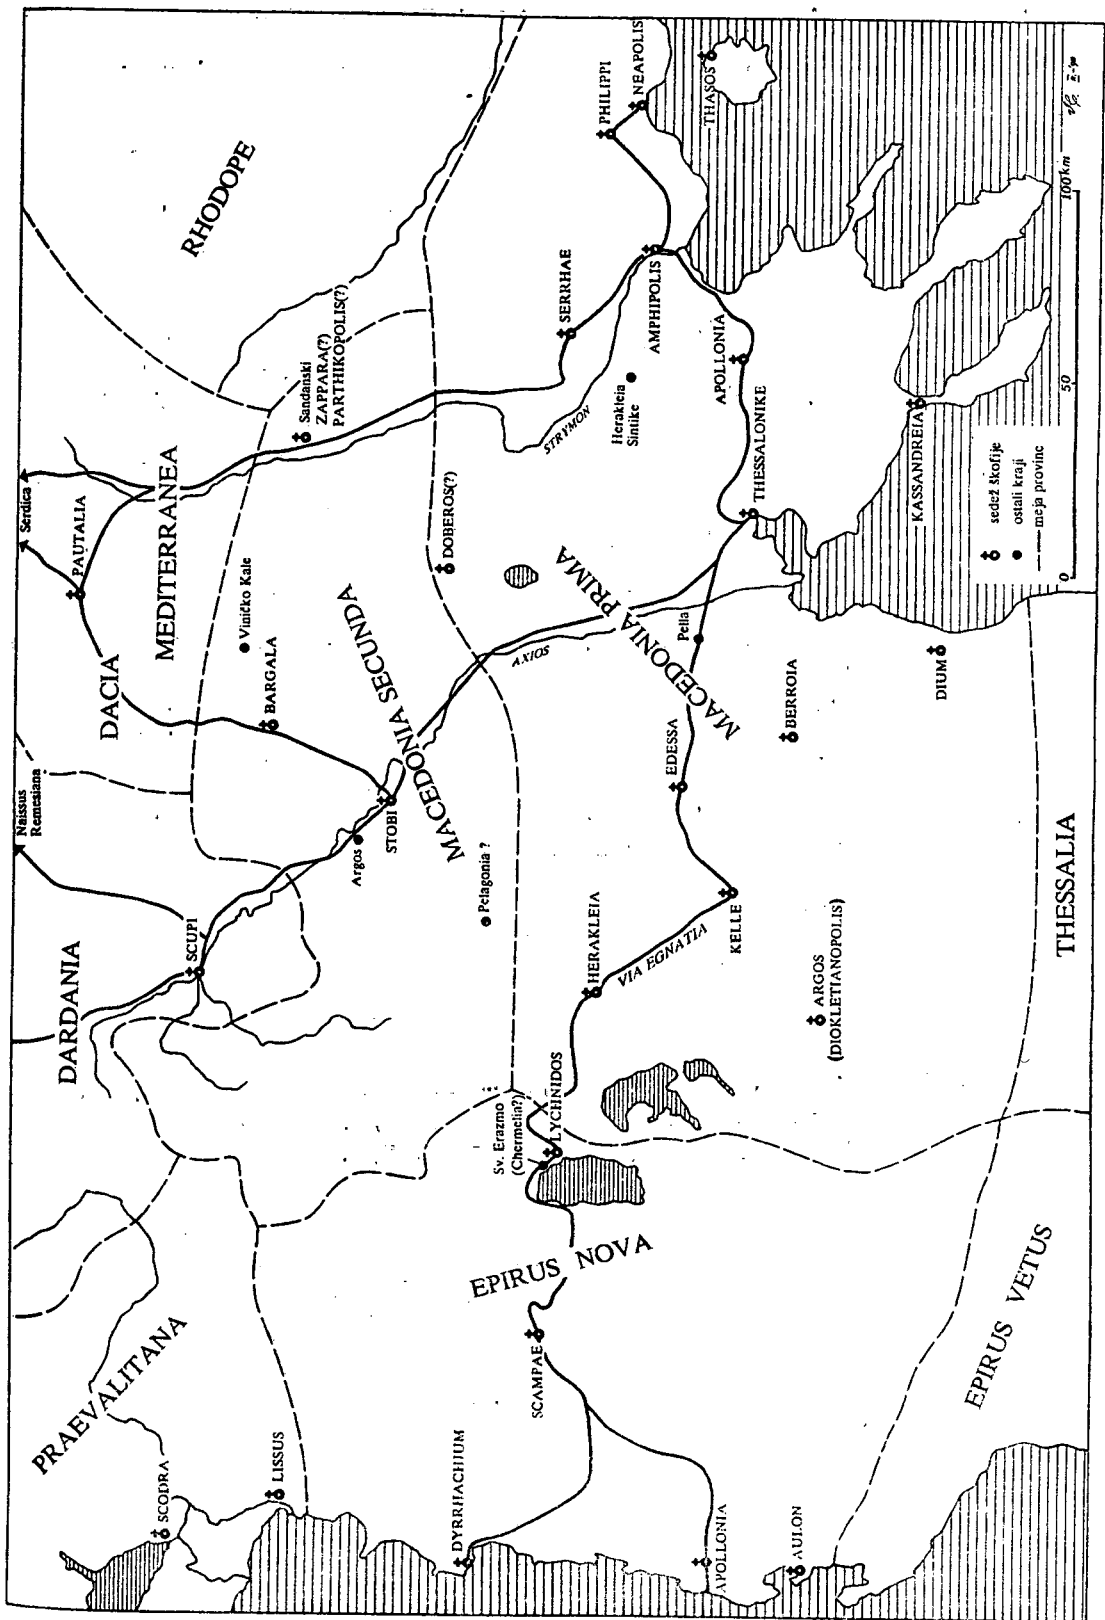 PRAEVALITANA
SCODRA
LISSUS
DARDANIA
SCUPI
Naissus
Remesiana
DACIA
MEDITERRANEA
PAUTALIA
Serdica
RHODOPE
Viničko Kale
BARGALA
Sandanski
ZAPPARA(?)
PARTHIKOPOLIS(?)
Argos
STOBI
MACEDONIA SECUNDA
DOBEROS(?)
Pelagonia ?
AXIOS
STRYMON
Herakleia
Sintike
SERRHAE
PHILIPPI
NEAPOLIS
THASOS
AMPHIPOLIS
APOLLONIA
THESSALONIKE
MACEDONIA PRIMA
Pella
EDESSA
BERROIA
KELLE
VIA EGNATIA
HERAKLEIA
LYCHNIDOS
Sv. Erazmo
(Chermelia?)
EPIRUS NOVA
SCAMPAE
DYRRHACHIUM
APOLLONIA
AULON
ARGOS
(DIOKLETIANOPOLIS)
DIUM
KASSANDREIA
THESSALIA
EPIRUS VETUS
sedež škofije
ostali kraji
meja provinc
0
50
100 km